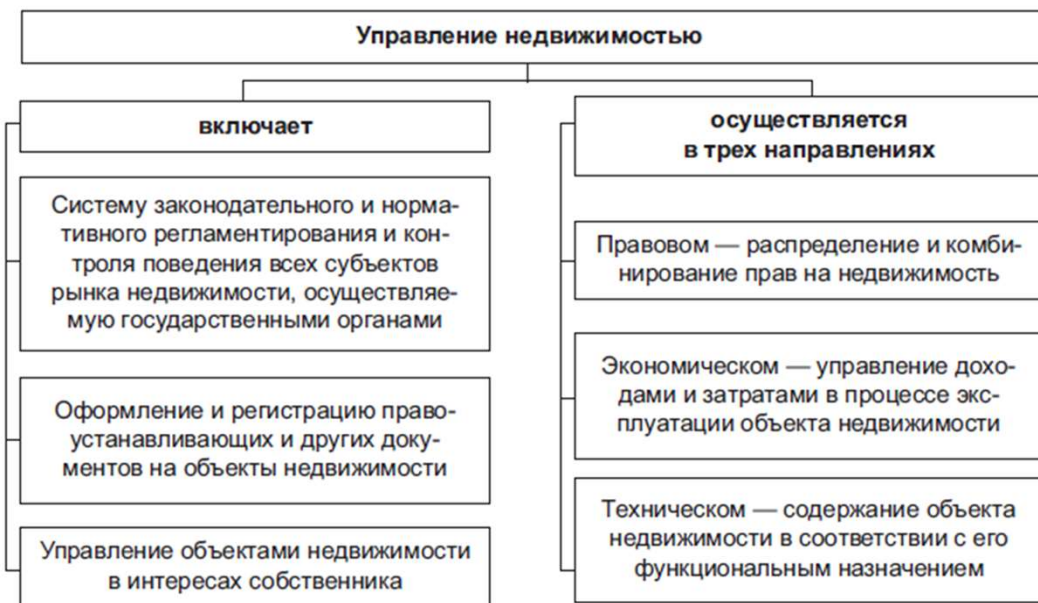 Управление недвижимостью
включает
Систему законодательного и норма-
тивного регламентирования и кон-
троля поведения всех субъектов
рынка недвижимости, осуществляе-
мую государственными органами
Оформление и регистрацию право-
устанавливающих и других доку-
ментов на объекты недвижимости
Управление объектами недвижимости
в интересах собственника
осуществляется
в трех направлениях
Правовом — распределение и комби-
нирование прав на недвижимость
Экономическом — управление дохо-
дами и затратами в процессе экс-
плуатации объекта недвижимости
Техническом — содержание объекта
недвижимости в соответствии с его
функциональным назначением